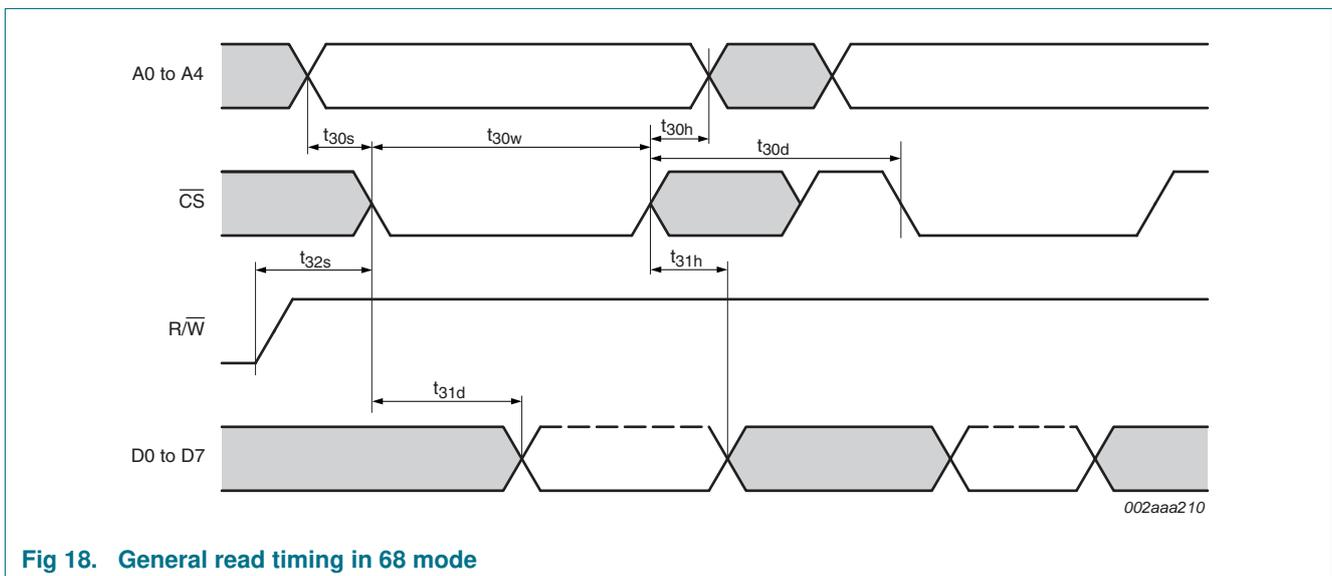 A0 to A4
t30s
t30w
t30h
t30d
CS
t32s
t31h
R/W
t31d
D0 to D7
002aaa210
Fig 18. General read timing in 68 mode